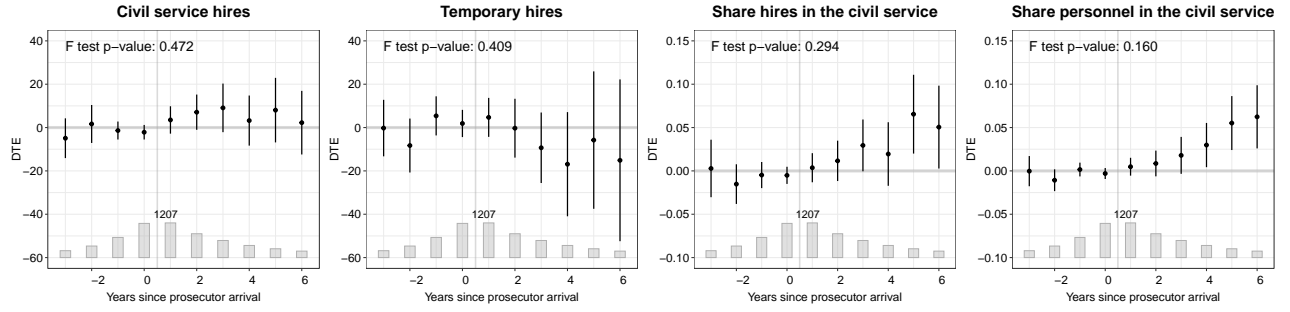 Civil service hires
F test p−value: 0.472
DTE
40
20
0
−20
−40
−60
1207
−2 0 2 4 6
Years since prosecutor arrival
Temporary hires
F test p−value: 0.409
DTE
40
20
0
−20
−40
−60
1207
−2 0 2 4 6
Years since prosecutor arrival
Share hires in the civil service
F test p−value: 0.294
DTE
0.15
0.10
0.05
0.00
−0.05
−0.10
1207
−2 0 2 4 6
Years since prosecutor arrival
Share personnel in the civil service
F test p−value: 0.160
DTE
0.15
0.10
0.05
0.00
−0.05
−0.10
1207
−2 0 2 4 6
Years since prosecutor arrival